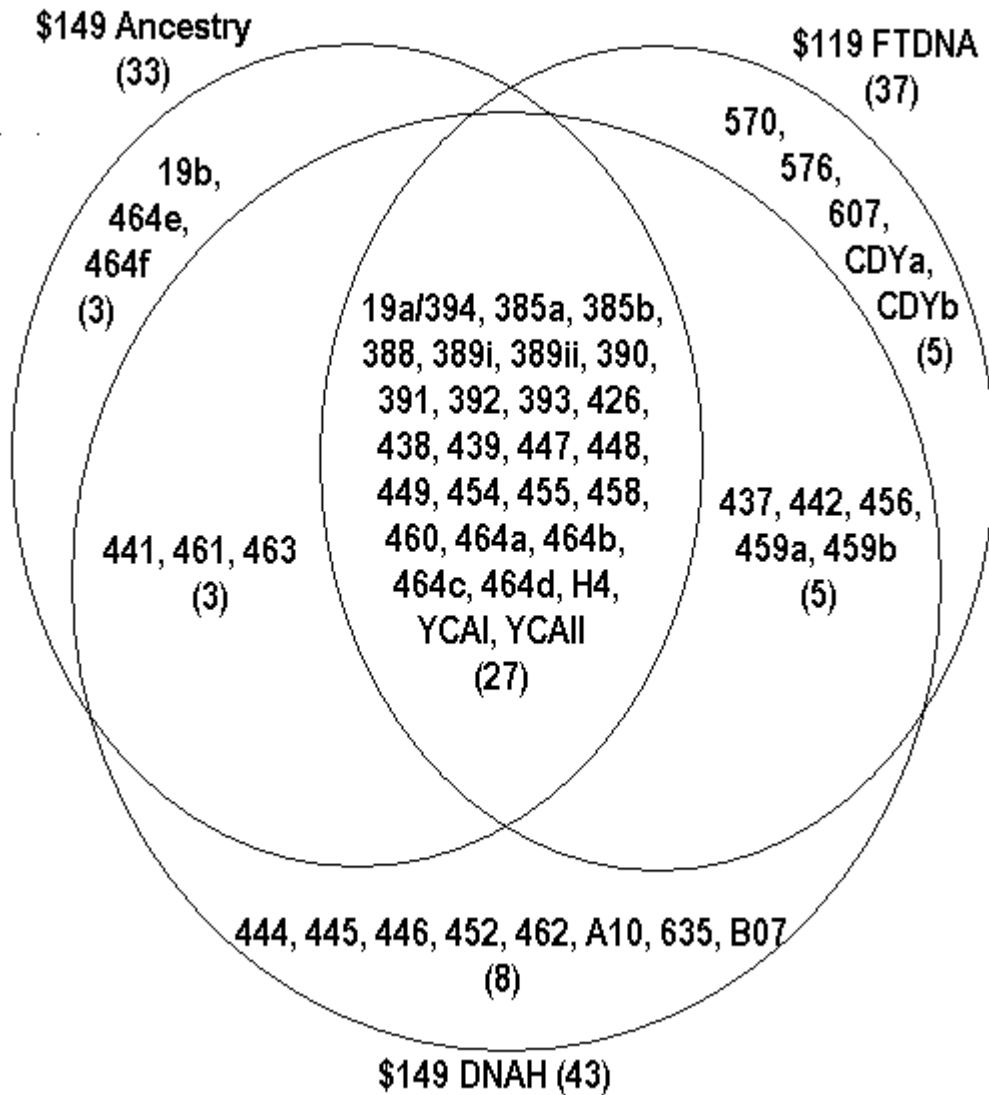 $149 Ancestry
(33)
$119 FTDNA
(37)
19b,
464e,
464f
(3)
570,
576,
607,
CDYa,
CDYb
(5)
19a/394, 385a, 385b,
388, 389i, 389ii, 390,
391, 392, 393, 426,
438, 439, 447, 448,
449, 454, 455, 458,
460, 464a, 464b,
464c, 464d, H4,
YCAI, YCAII
(27)
441, 461, 463
(3)
437, 442, 456,
459a, 459b
(5)
444, 445, 446, 452, 462, A10, 635, B07
(8)
$149 DNAH (43)